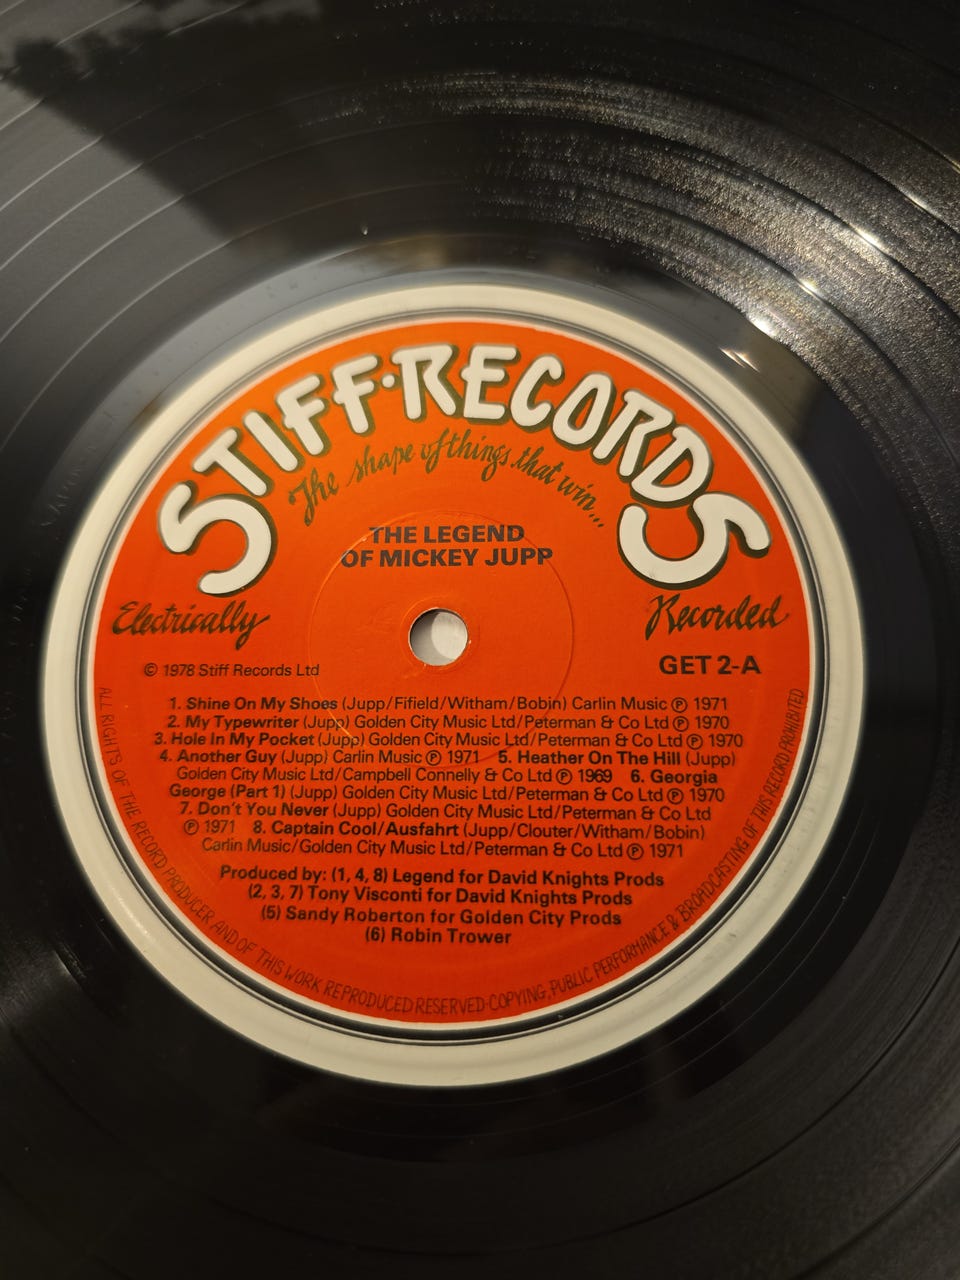 STIFF·RECORDS
The shape of things that win...
THE LEGEND
OF MICKEY JUPP
Electrically
Recorded
© 1978 Stiff Records Ltd
GET 2-A
1. Shine On My Shoes (Jupp/Fifield/Witham/Bobin) Carlin Music ℗ 1971
2. My Typewriter (Jupp) Golden City Music Ltd/Peterman & Co Ltd ℗ 1970
3. Hole In My Pocket (Jupp) Golden City Music Ltd/Peterman & Co Ltd ℗ 1970
4. Another Guy (Jupp) Carlin Music ℗ 1971 5. Heather On The Hill (Jupp)
Golden City Music Ltd/Campbell Connelly & Co Ltd ℗ 1969 6. Georgia
George (Part 1) (Jupp) Golden City Music Ltd/Peterman & Co Ltd ℗ 1970
7. Don't You Never (Jupp) Golden City Music Ltd/Peterman & Co Ltd
℗ 1971 8. Captain Cool/Ausfahrt (Jupp/Clouter/Witham/Bobin)
Carlin Music/Golden City Music Ltd/Peterman & Co Ltd ℗ 1971
Produced by: (1, 4, 8) Legend for David Knights Prods
(2, 3, 7) Tony Visconti for David Knights Prods
(5) Sandy Roberton for Golden City Prods
(6) Robin Trower
ALL RIGHTS OF THE RECORD PRODUCER AND OF THIS WORK REPRODUCED RESERVED·COPYING, PUBLIC PERFORMANCE & BROADCASTING OF THIS RECORD PROHIBITED